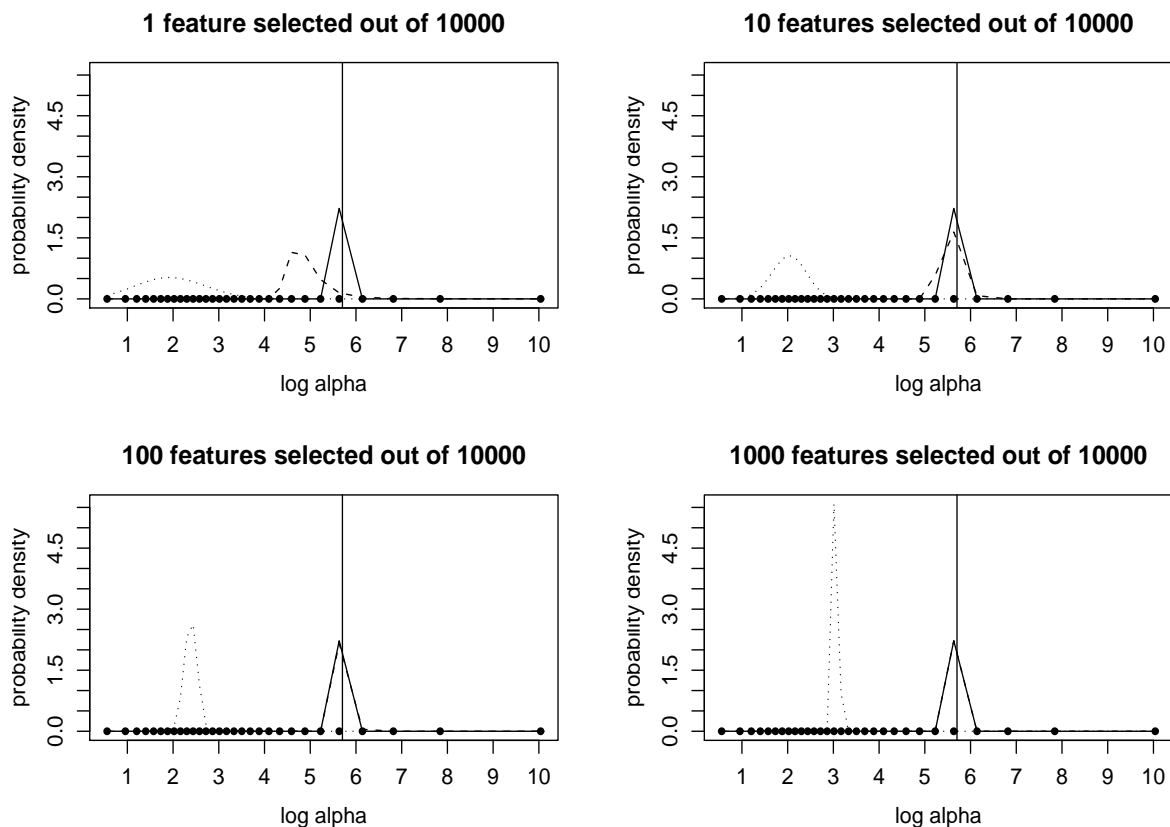 1 feature selected out of 10000
probability density
0.0 1.5 3.0 4.5
1 2 3 4 5 6 7 8 9 10
log alpha
10 features selected out of 10000
probability density
0.0 1.5 3.0 4.5
1 2 3 4 5 6 7 8 9 10
log alpha
100 features selected out of 10000
probability density
0.0 1.5 3.0 4.5
1 2 3 4 5 6 7 8 9 10
log alpha
1000 features selected out of 10000
probability density
0.0 1.5 3.0 4.5
1 2 3 4 5 6 7 8 9 10
log alpha